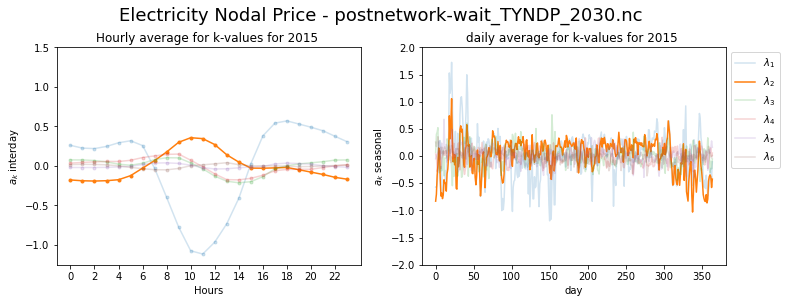 Electricity Nodal Price - postnetwork-wait_TYNDP_2030.nc
Hourly average for k-values for 2015
1.5
1.0
0.5
0.0
−0.5
−1.0
a_k interday
0 2 4 6 8 10 12 14 16 18 20 22
Hours
daily average for k-values for 2015
2.0
1.5
1.0
0.5
0.0
−0.5
−1.0
−1.5
−2.0
a_k seasonal
0 50 100 150 200 250 300 350
day
λ₁
λ₂
λ₃
λ₄
λ₅
λ₆